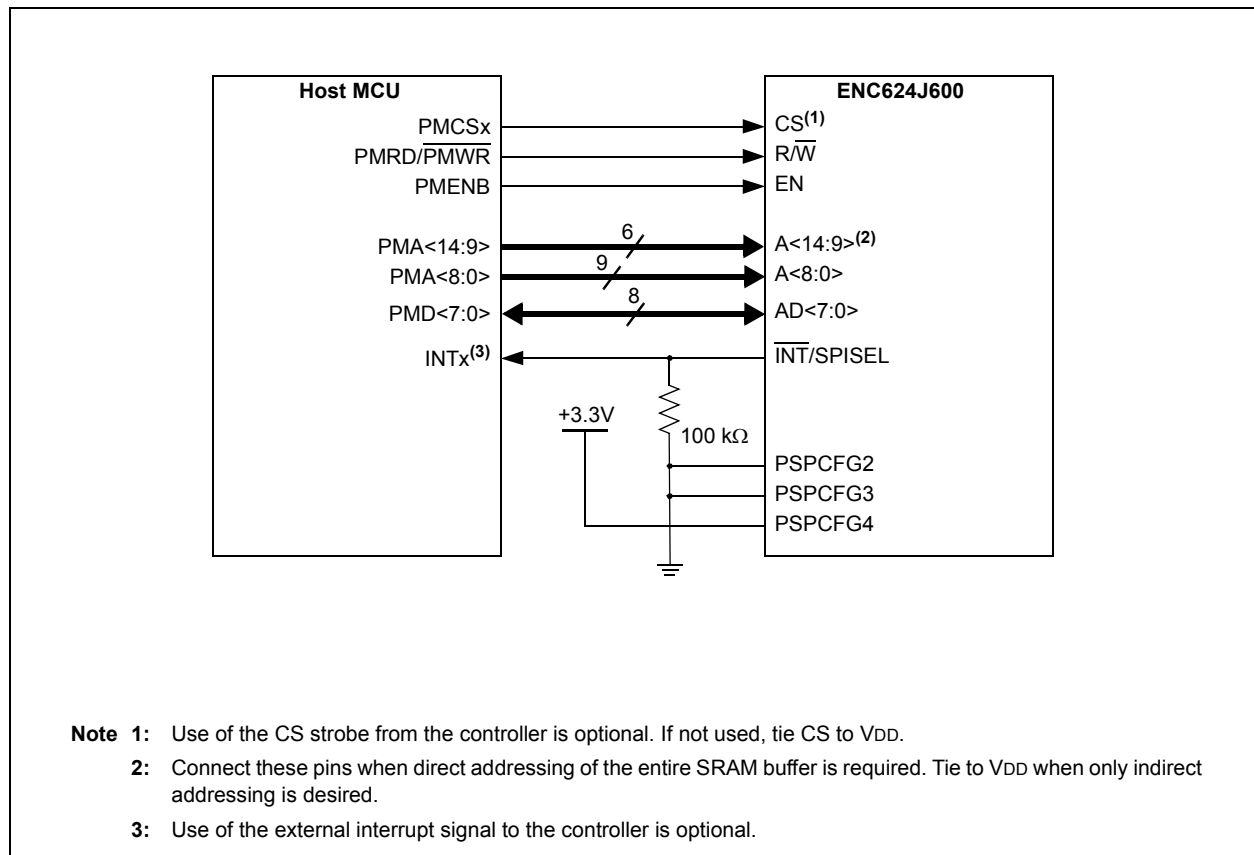 Host MCU
ENC624J600
PMCSx
CS(1)
PMRD/PMWR
R/W
PMENB
EN
6
PMA<14:9>
A<14:9>(2)
9
PMA<8:0>
A<8:0>
8
PMD<7:0>
AD<7:0>
INTx(3)
INT/SPISEL
+3.3V
100 kΩ
PSPCFG2
PSPCFG3
PSPCFG4
Note 1: Use of the CS strobe from the controller is optional. If not used, tie CS to VDD.
2: Connect these pins when direct addressing of the entire SRAM buffer is required. Tie to VDD when only indirect
addressing is desired.
3: Use of the external interrupt signal to the controller is optional.